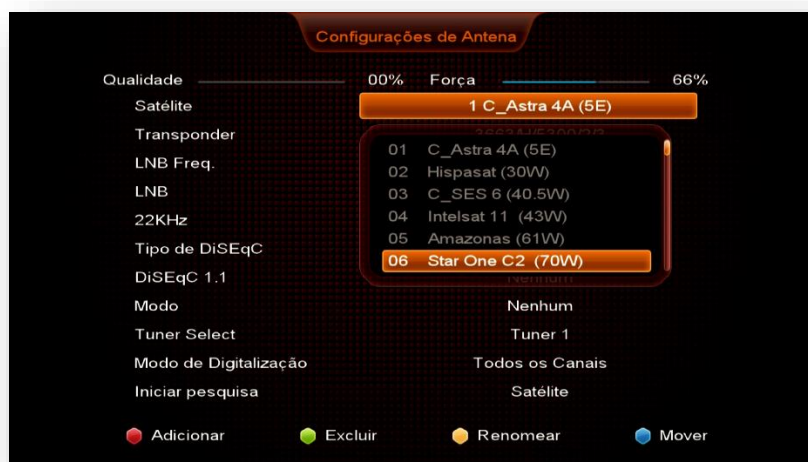 Configurações de Antena
Qualidade 00% Força 66%
Satélite 1 C_Astra 4A (5E)
Transponder
01 C_Astra 4A (5E)
LNB Freq.
02 Hispasat (30W)
LNB
03 C_SES 6 (40.5W)
22KHz
04 Intelsat 11 (43W)
05 Amazonas (61W)
Tipo de DiSEqC
06 Star One C2 (70W)
DiSEqC 1.1 Nenhum
Modo Nenhum
Tuner Select Tuner 1
Modo de Digitalização Todos os Canais
Iniciar pesquisa Satélite
Adicionar Excluir Renomear Mover